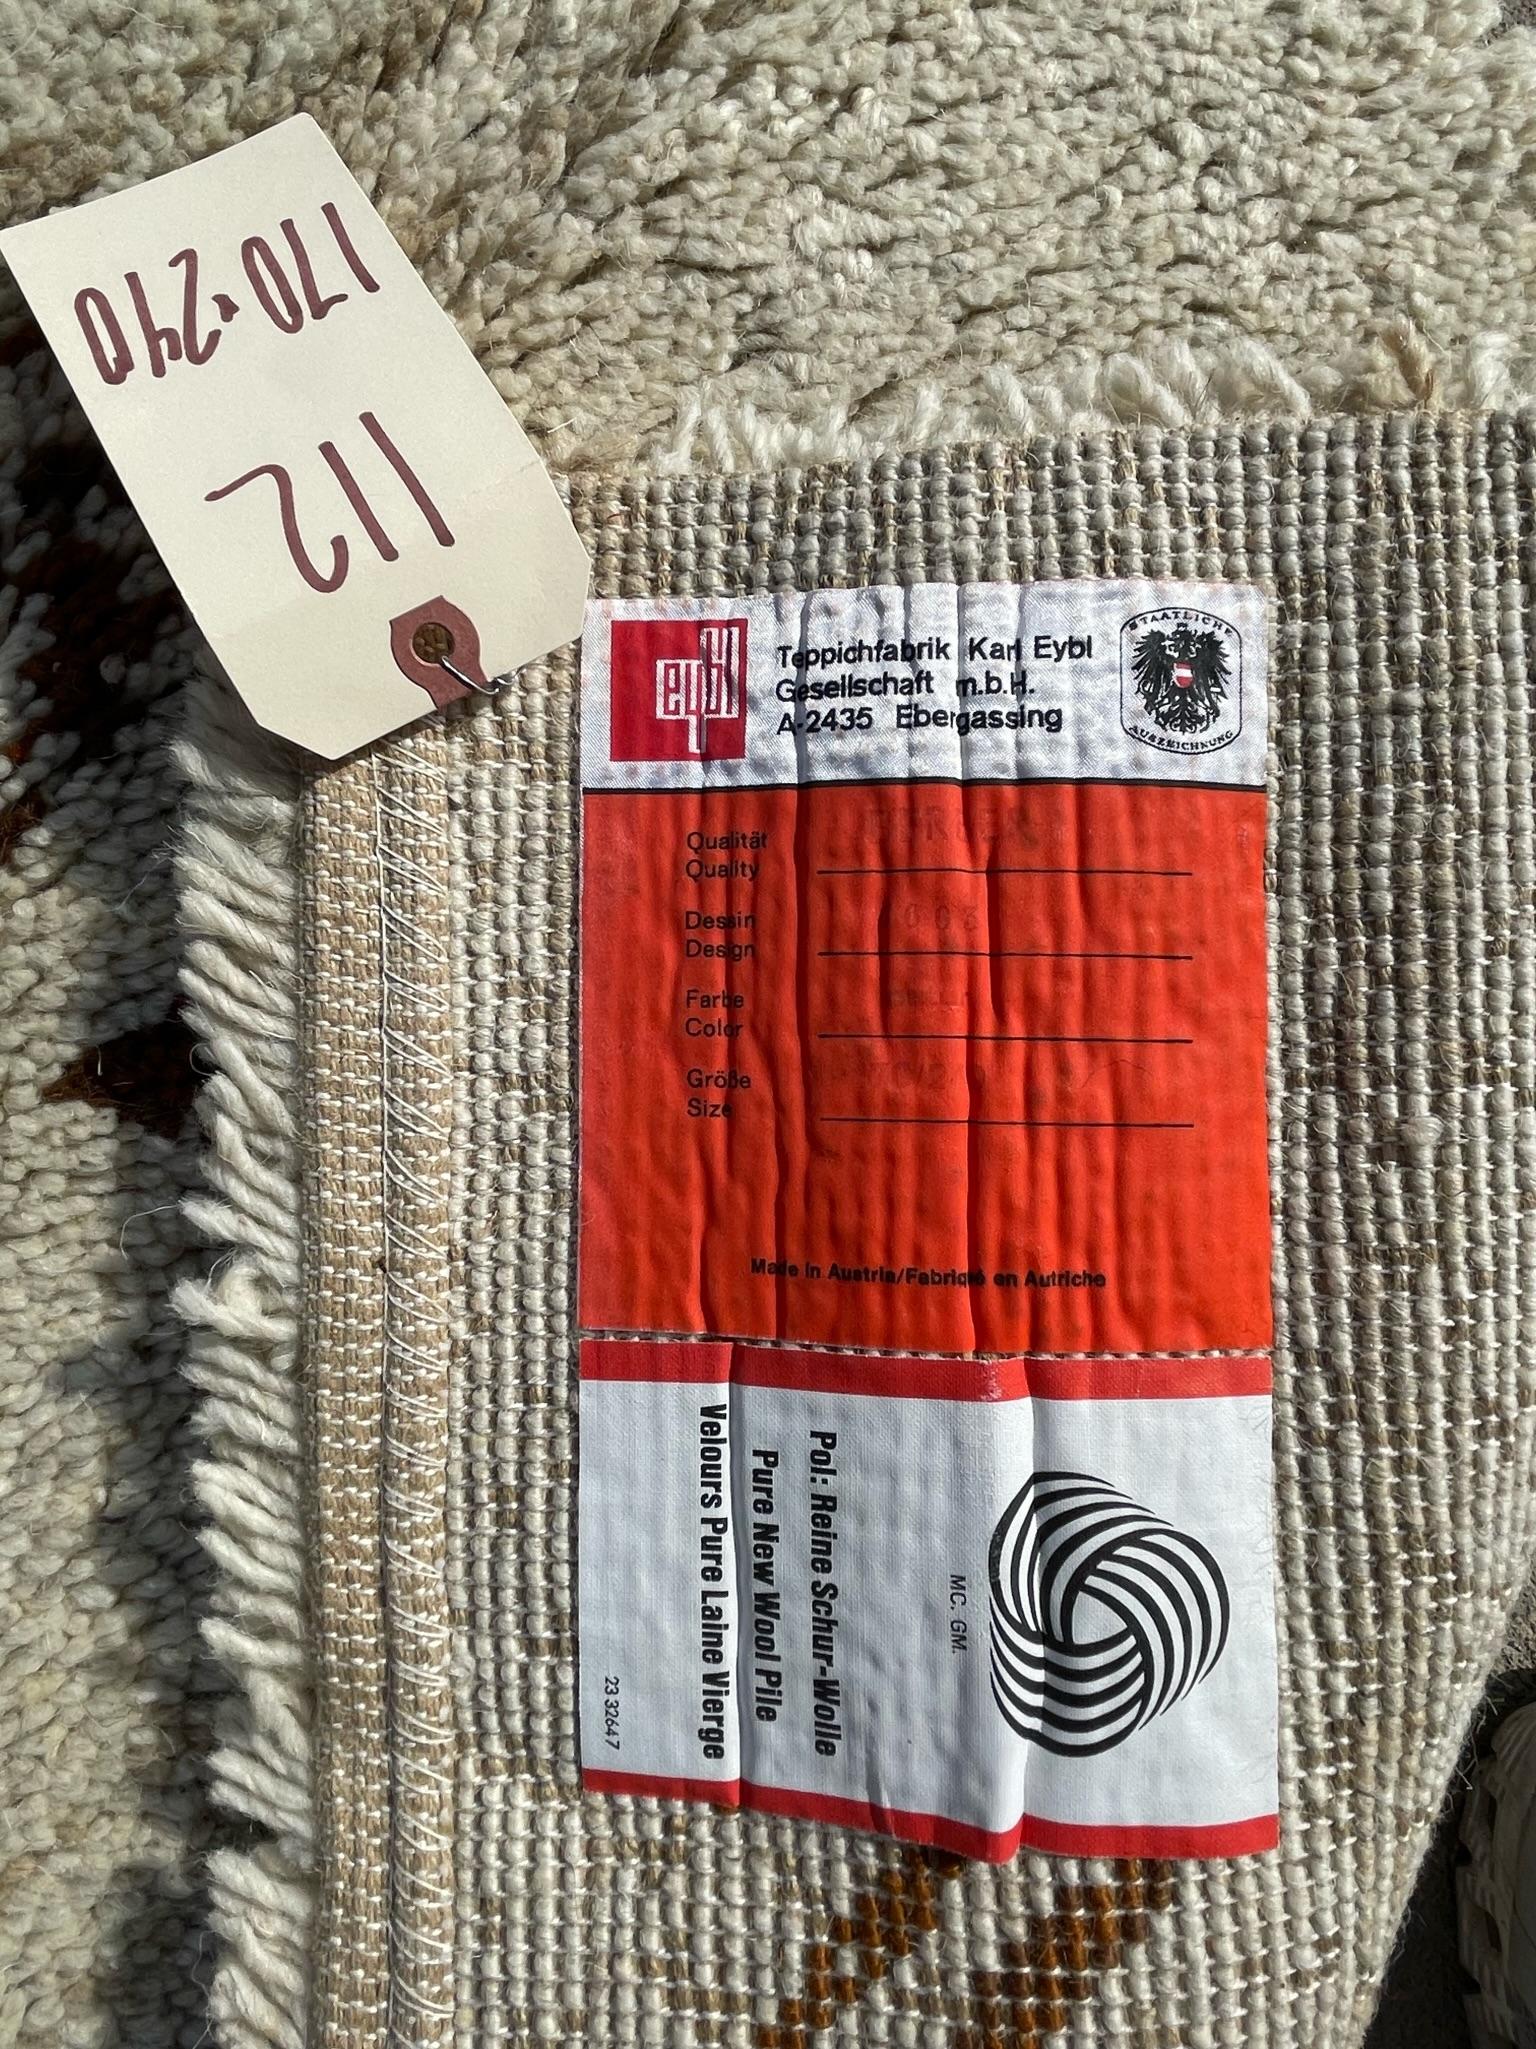 170 x 240
112
eybl
Teppichfabrik Karl Eybl
Gesellschaft m.b.H.
A-2435 Ebergassing
STAATLICHE
AUSZEICHNUNG
Qualität
Quality
Dessin
Design
Farbe
Color
Größe
Size
Made in Austria/Fabriqué en Autriche
MC. GM.
Pol: Reine Schur-Wolle
Pure New Wool Pile
Velours Pure Laine Vierge
23 3264 7